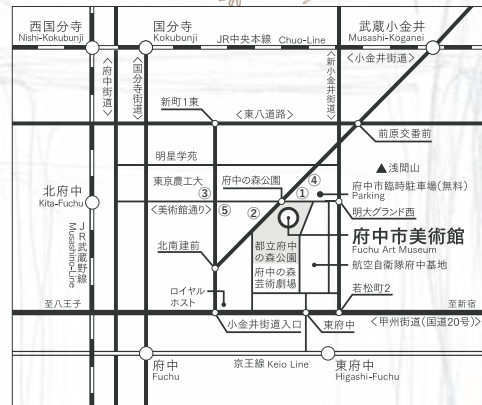 西国分寺
Nishi-Kokubunji
国分寺
Kokubunji
JR中央本線 Chuo-Line
武蔵小金井
Musashi-Koganei
〈小金井街道〉
〈府中街道〉
〈国分寺街道〉
〈新小金井街道〉
新町1東
〈東八道路〉
前原交番前
明星学苑
▲浅間山
東京農工大
府中の森公園
④
③
①
府中市臨時駐車場(無料)
Parking
北府中
Kita-Fuchu
〈美術館通り〉
⑤
②
明大グランド西
府中市美術館
Fuchu Art Museum
JR武蔵野線
Musashino-Line
北南建前
都立府中
の森公園
府中の森
芸術劇場
航空自衛隊府中基地
ロイヤル
ホスト
若松町2
至八王子
至新宿
小金井街道入口
東府中
〈甲州街道(国道20号)〉
府中
Fuchu
京王線 Keio Line
東府中
Higashi-Fuchu